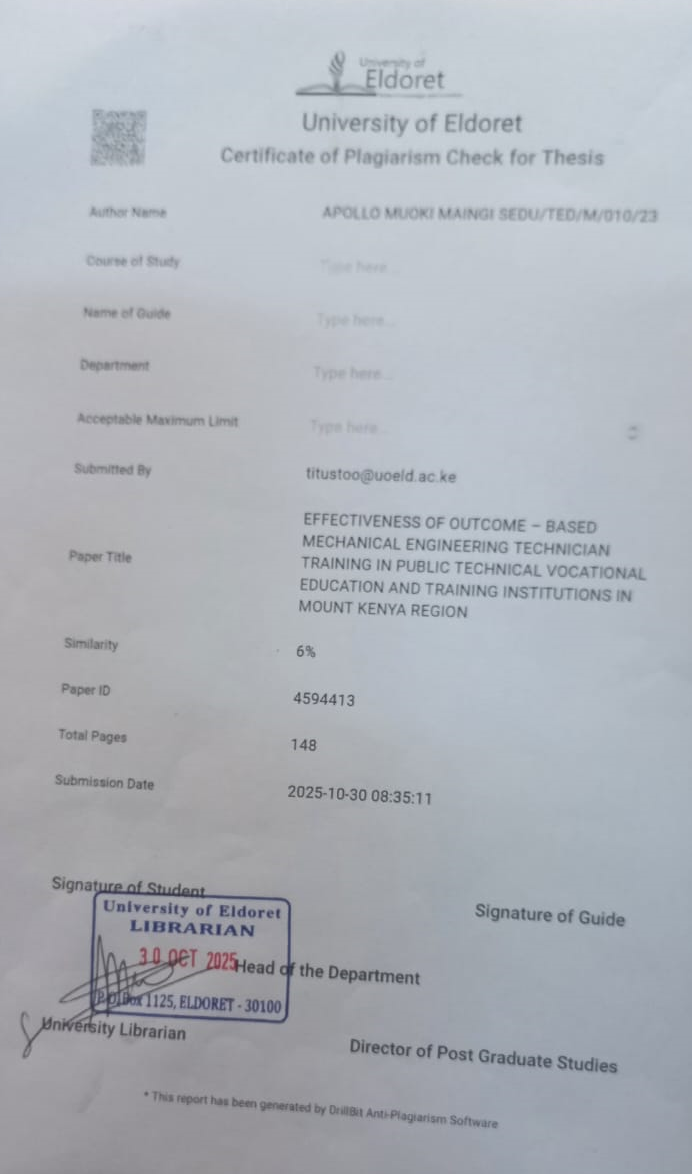 University of
Eldoret
University of Eldoret
Certificate of Plagiarism Check for Thesis
Author Name APOLLO MUOKI MAINGI SEDU/TED/M/010/23
Course of Study Type here...
Name of Guide Type here...
Department Type here...
Acceptable Maximum Limit Type here...
Submitted By titustoo@uoeld.ac.ke
Paper Title EFFECTIVENESS OF OUTCOME – BASED
MECHANICAL ENGINEERING TECHNICIAN
TRAINING IN PUBLIC TECHNICAL VOCATIONAL
EDUCATION AND TRAINING INSTITUTIONS IN
MOUNT KENYA REGION
Similarity 6%
Paper ID 4594413
Total Pages 148
Submission Date 2025-10-30 08:35:11
Signature of Student
Signature of Guide
University of Eldoret
LIBRARIAN
30 OCT 2025
Head of the Department
P.O. Box 1125, ELDORET - 30100
University Librarian
Director of Post Graduate Studies
* This report has been generated by DrillBit Anti-Plagiarism Software